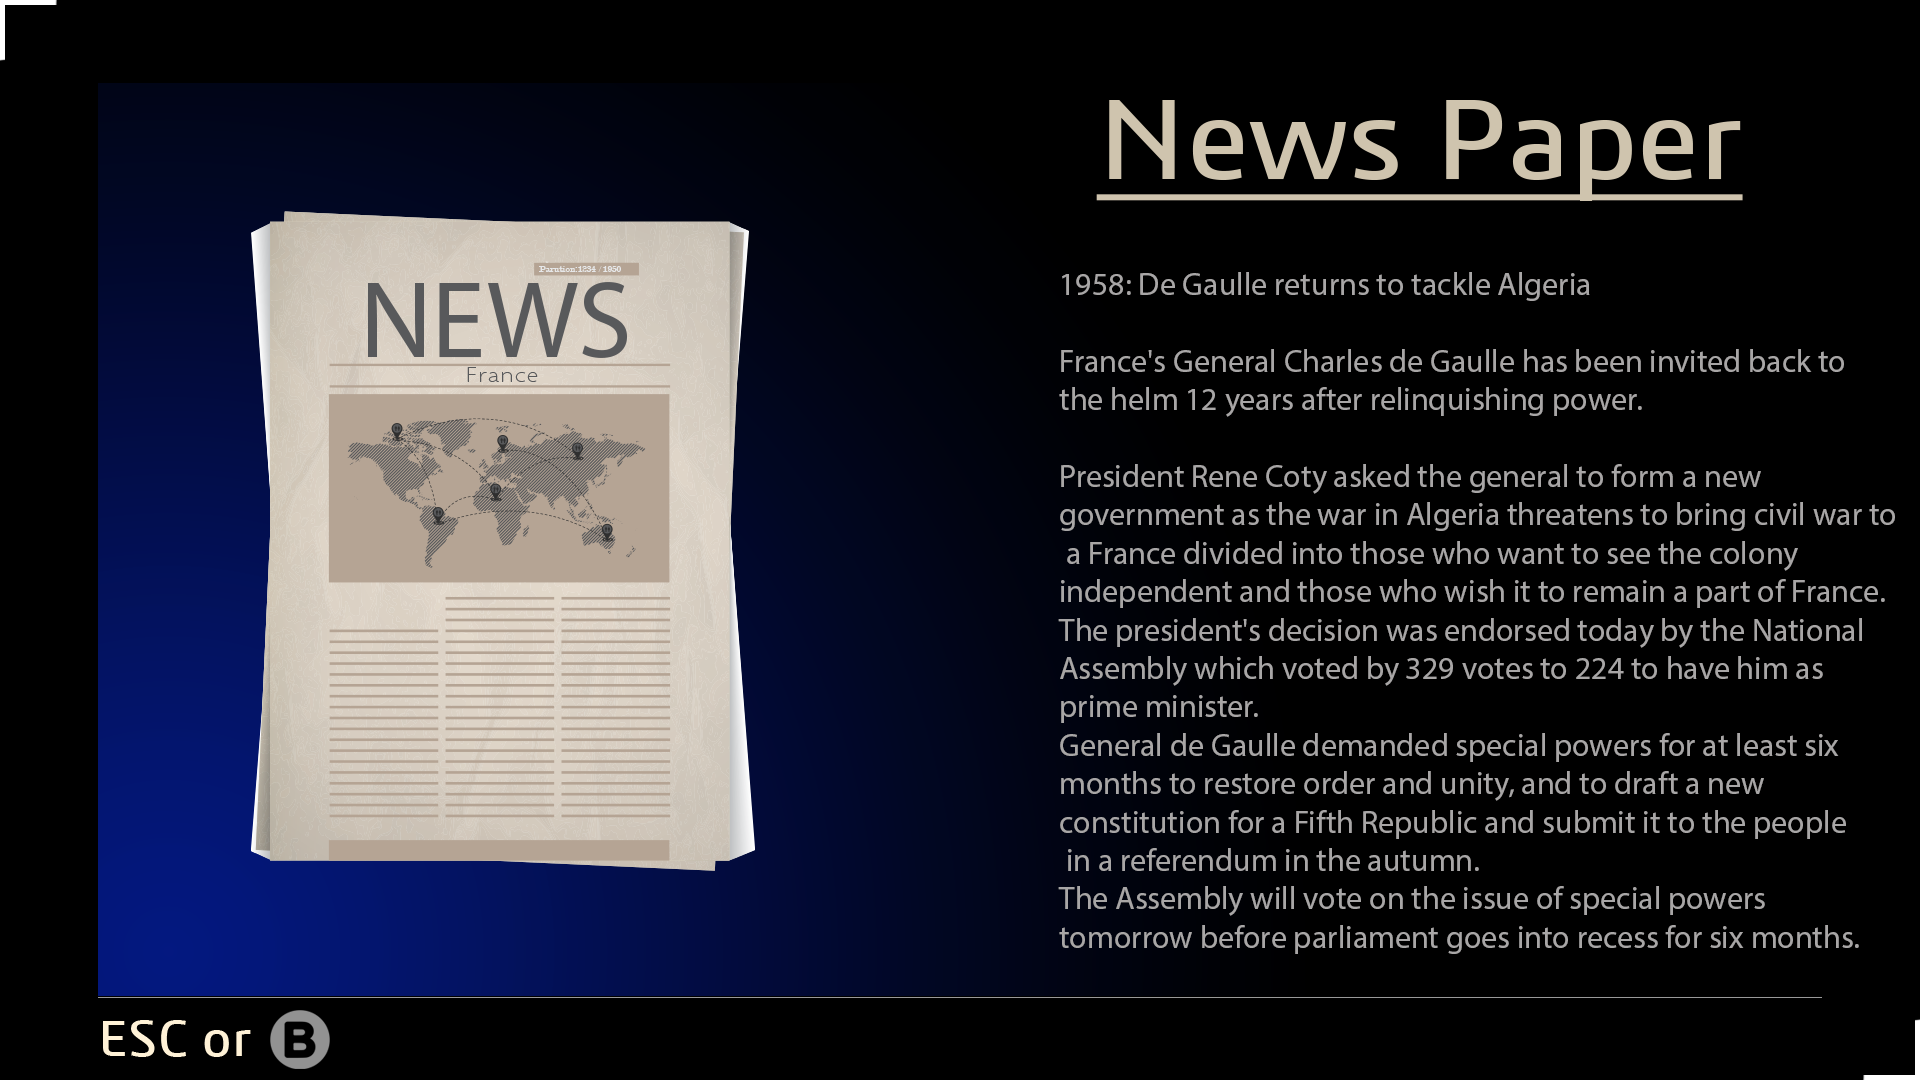 Parution:1234 / 1950
NEWS
France
News Paper
1958: De Gaulle returns to tackle Algeria
France's General Charles de Gaulle has been invited back to
the helm 12 years after relinquishing power.
President Rene Coty asked the general to form a new
government as the war in Algeria threatens to bring civil war to
a France divided into those who want to see the colony
independent and those who wish it to remain a part of France.
The president's decision was endorsed today by the National
Assembly which voted by 329 votes to 224 to have him as
prime minister.
General de Gaulle demanded special powers for at least six
months to restore order and unity, and to draft a new
constitution for a Fifth Republic and submit it to the people
in a referendum in the autumn.
The Assembly will vote on the issue of special powers
tomorrow before parliament goes into recess for six months.
ESC or B